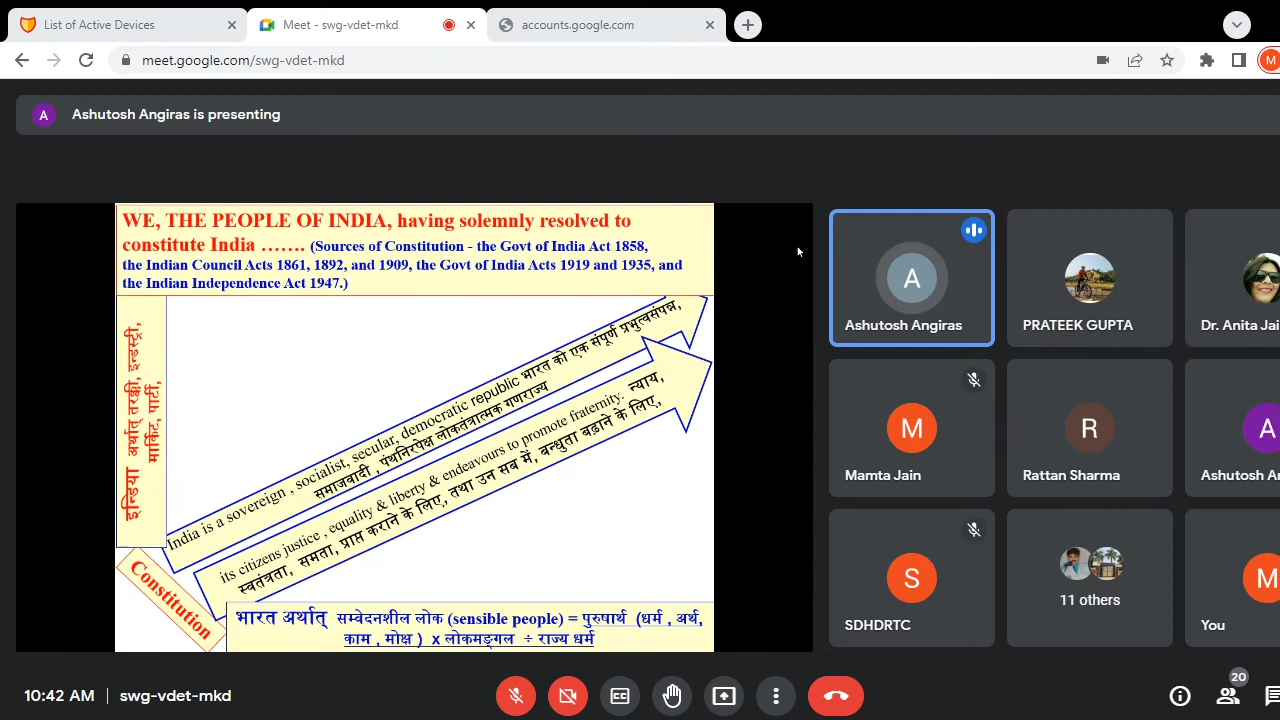 List of Active Devices
Meet - swg-vdet-mkd
accounts.google.com
meet.google.com/swg-vdet-mkd
M
A
Ashutosh Angiras is presenting
WE, THE PEOPLE OF INDIA, having solemnly resolved to
constitute India ……. (Sources of Constitution - the Govt of India Act 1858,
the Indian Council Acts 1861, 1892, and 1909, the Govt of India Acts 1919 and 1935, and
the Indian Independence Act 1947.)
इन्डिया अर्थात् तरक्की, इन्डस्ट्री,
मार्किट, पार्टी,
India is a sovereign , socialist, secular, democratic republic भारत को एक संपूर्ण प्रभुत्वसंपन्न,
समाजवादी , पंथनिरपेक्ष लोकतंत्रात्मक गणराज्य
its citizens justice , equality & liberty & endeavours to promote fraternity. न्याय,
स्वतंत्रता, समता, प्राप्त कराने के लिए, तथा उन सब में, बन्धुता बढ़ाने के लिए,
Constitution
भारत अर्थात् सम्वेदनशील लोक (sensible people) = पुरुषार्थ (धर्म , अर्थ,
काम , मोक्ष ) x लोकमङ्गल ÷ राज्य धर्म
A
Ashutosh Angiras
PRATEEK GUPTA
Dr. Anita Jai
M
Mamta Jain
R
Rattan Sharma
A
Ashutosh An
S
SDHDRTC
11 others
M
You
10:42 AM
swg-vdet-mkd
CC
20